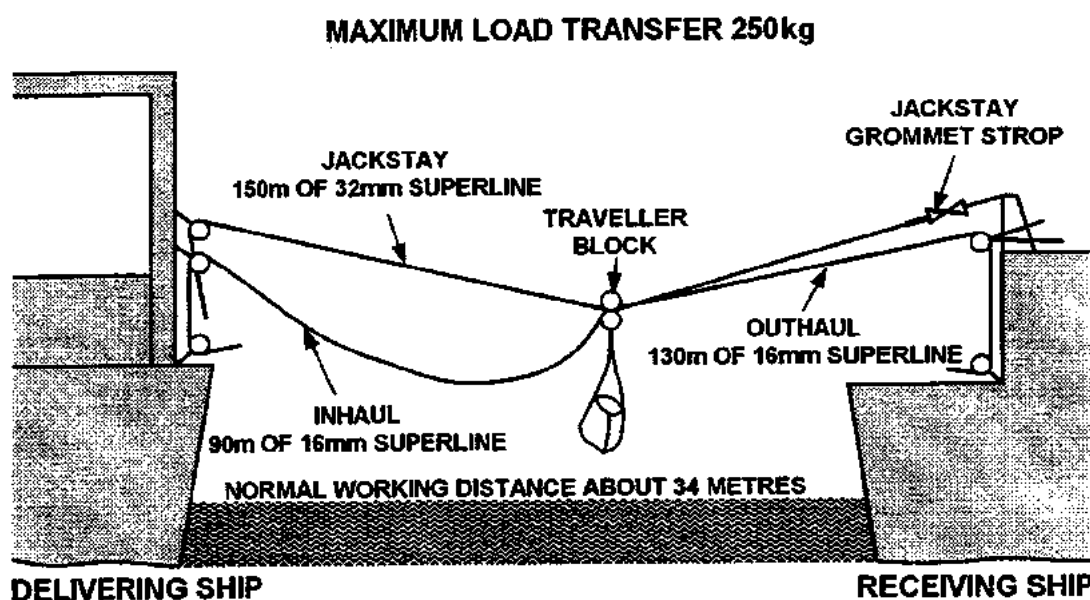 MAXIMUM LOAD TRANSFER 250kg
JACKSTAY
GROMMET STROP
JACKSTAY
150m OF 32mm SUPERLINE
TRAVELLER
BLOCK
OUTHAUL
130m OF 16mm SUPERLINE
INHAUL
90m OF 16mm SUPERLINE
NORMAL WORKING DISTANCE ABOUT 34 METRES
DELIVERING SHIP
RECEIVING SHIP